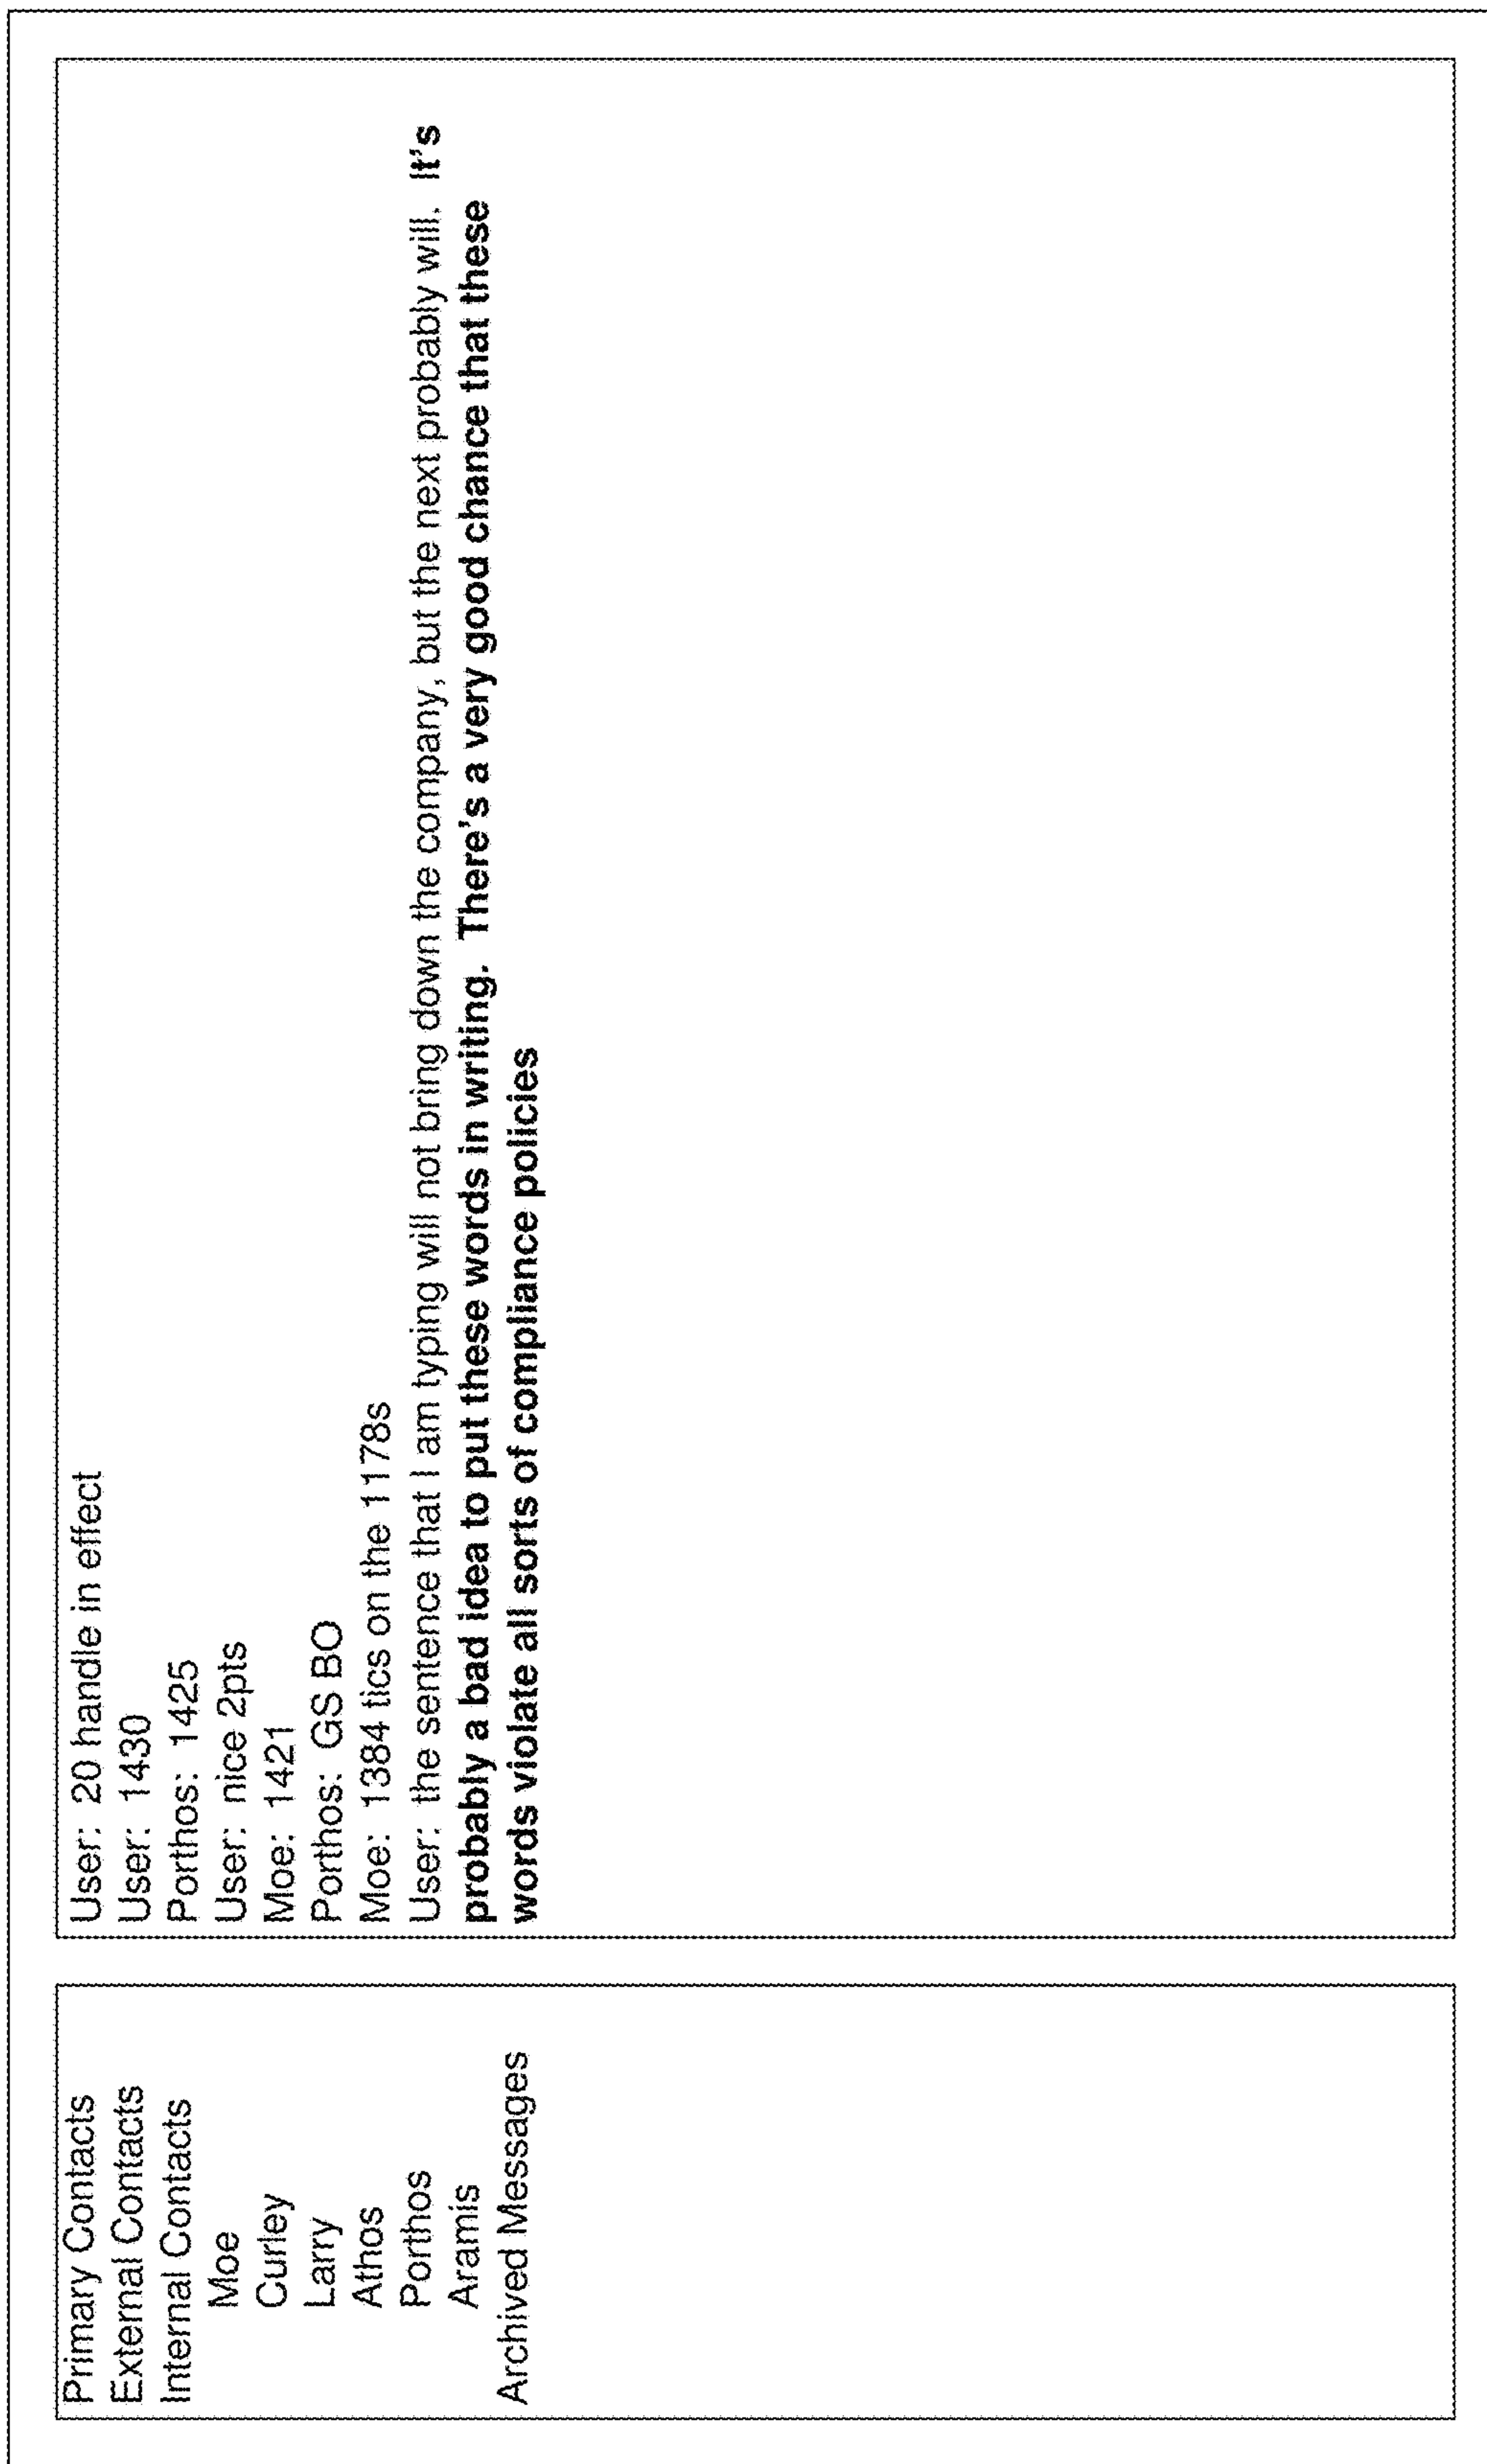 Primary Contacts
External Contacts
Internal Contacts
Moe
Curley
Larry
Athos
Porthos
Aramis
Archived Messages
User: 20 handle in effect
User: 1430
Porthos: 1425
User: nice 2pts
Moe: 1421
Porthos: GS BO
Moe: 1384 tics on the 1178s
User: the sentence that I am typing will not bring down the company, but the next probably will. It's
probably a bad idea to put these words in writing. There's a very good chance that these
words violate all sorts of compliance policies